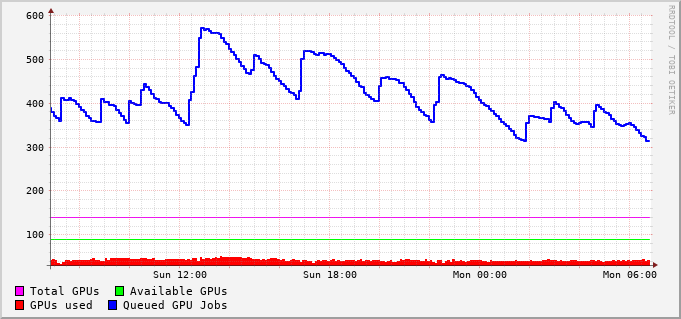 600
500
400
300
200
100
Sun 12:00 Sun 18:00 Mon 00:00 Mon 06:00
Total GPUs Available GPUs
GPUs used Queued GPU Jobs
RRDTOOL / TOBI OETIKER